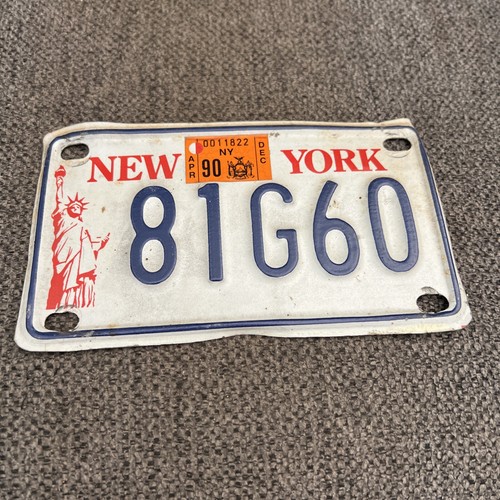 NEW YORK
0011822
NY
APR 90 DEC
81G60